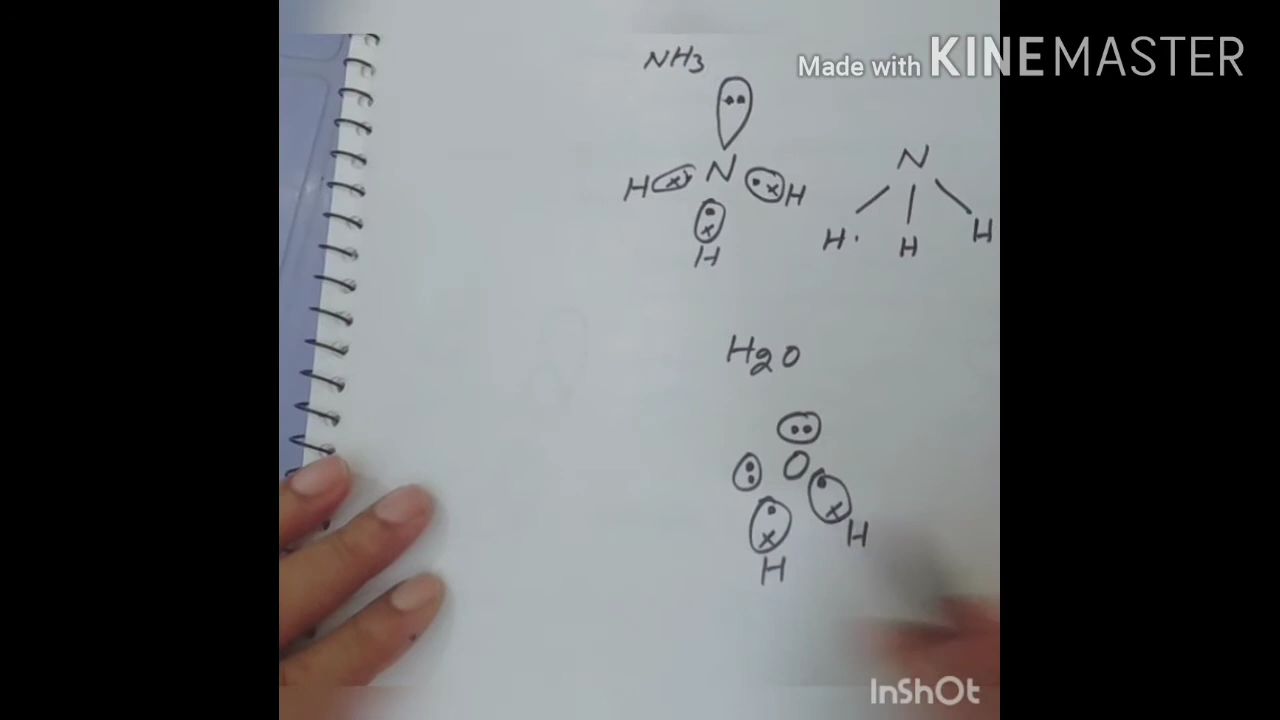 NH3
Made with KINEMASTER
N
H N H
H
N
H. H H
H2O
O
H
H
InShOt